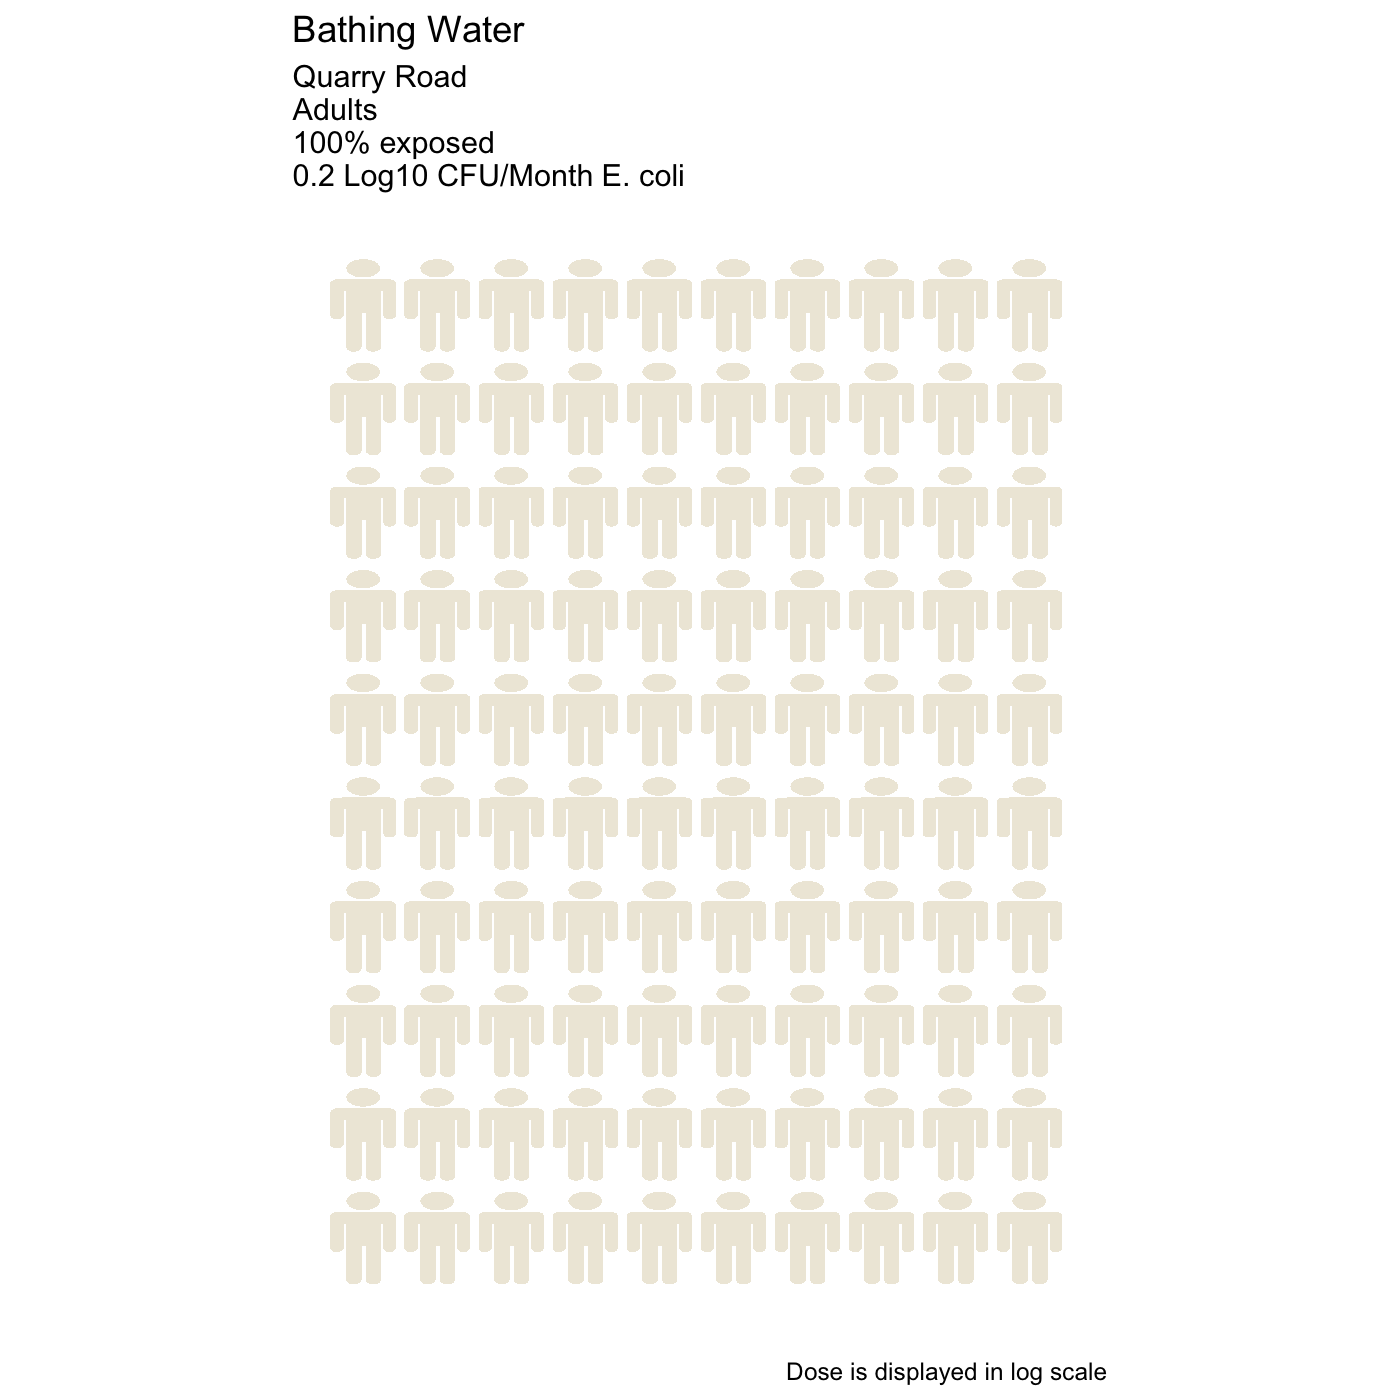 Bathing Water
Quarry Road
Adults
100% exposed
0.2 Log10 CFU/Month E. coli
Dose is displayed in log scale